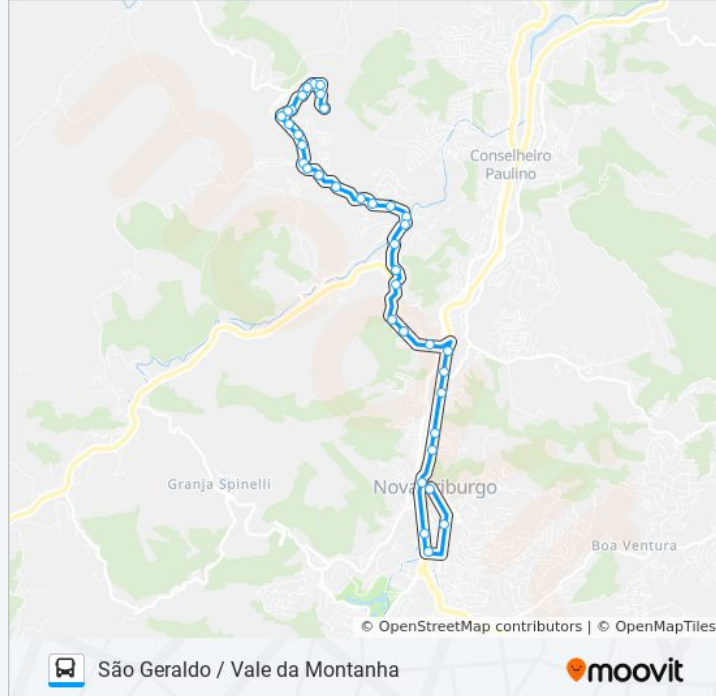 Conselheiro
Paulino
Granja Spinelli
Nova Friburgo
Boa Ventura
© OpenStreetMap contributors | © OpenMapTiles
São Geraldo / Vale da Montanha
moovit